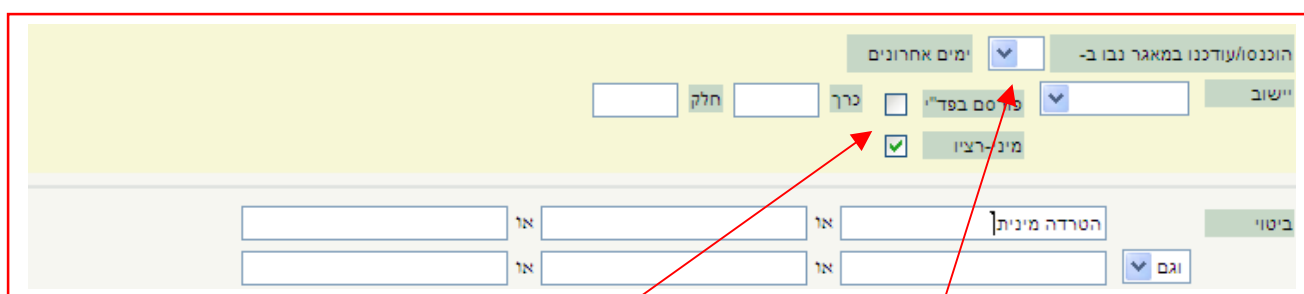 הוכנסו/עודכנו במאגר נבו ב- ימים אחרונים
יישוב פורסם בפד"י כרך חלק
מיני-רציו
ביטוי הטרדה מינית או או
וגם או או